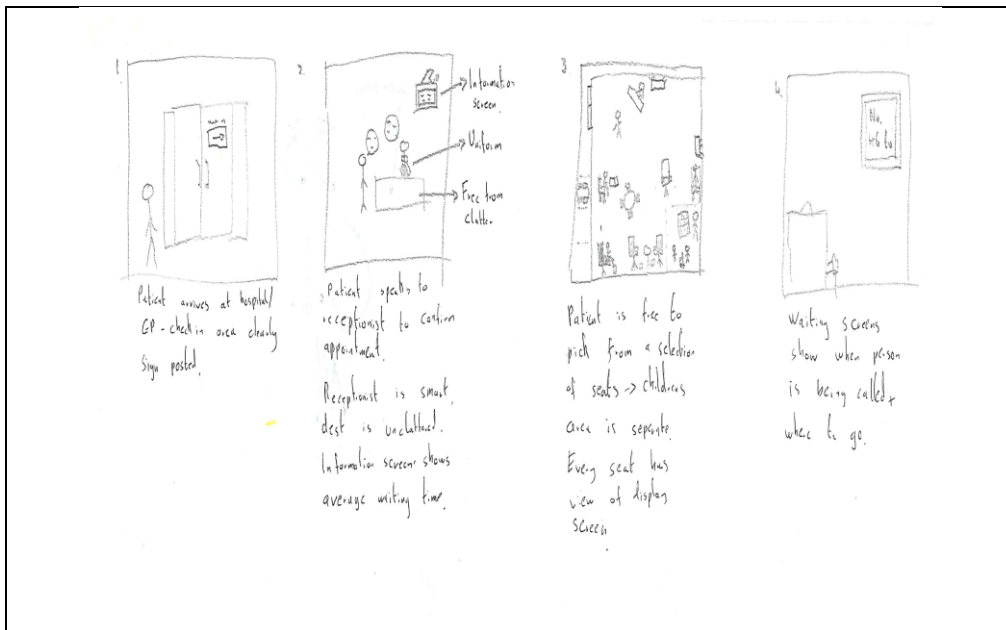 1.
Patient arrives at hospital/
GP - check in area clearly
sign posted.
2.
Information
screen.
Uniform
Free from
clutter.
Patient speaks to
receptionist to confirm
appointment.
Receptionist is smart,
desk is uncluttered.
Information screen shows
average waiting time.
3
Patient is free to
pick from a selection
of seats → childrens
area is separate.
Every seat has
view of display
screen.
4.
No.
46 to
Waiting screens
show when person
is being called +
where to go.